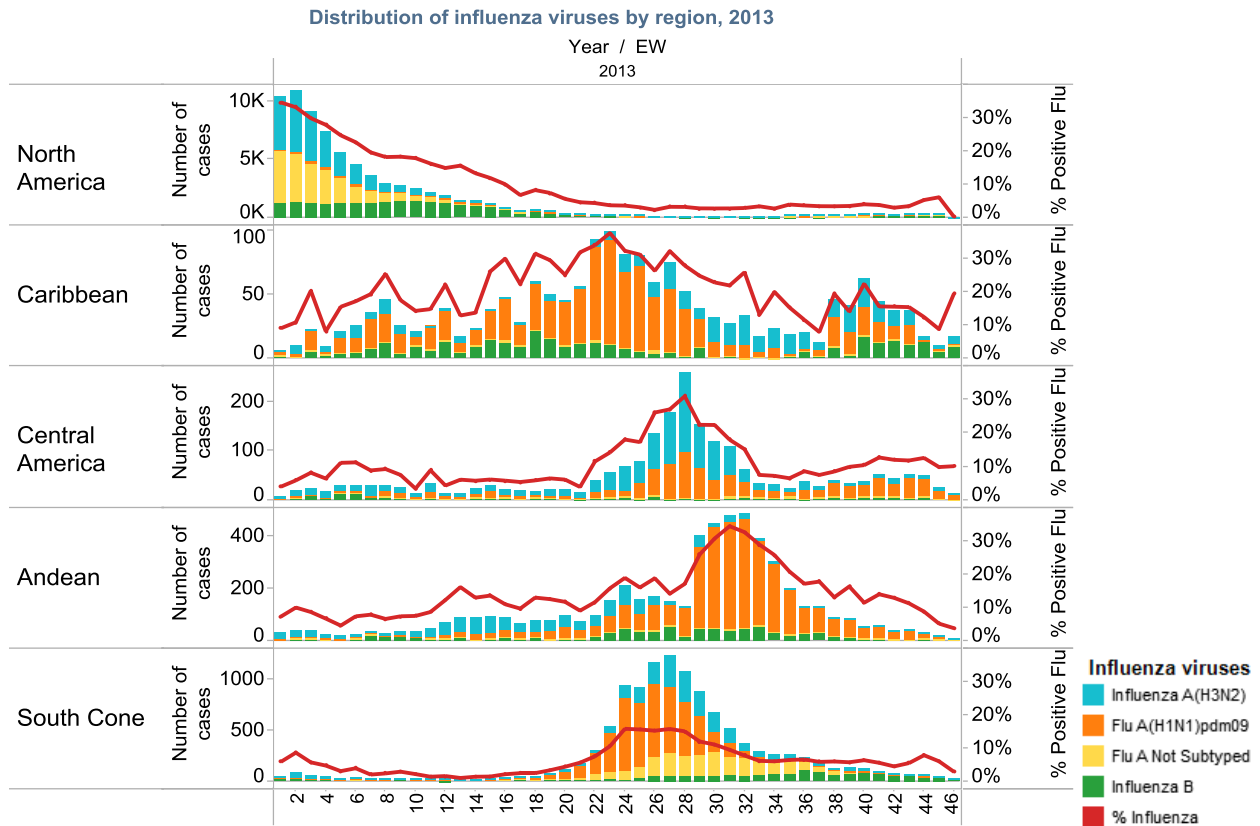 Distribution of influenza viruses by region, 2013
Year / EW
2013
North
America
Number of
cases
10K
5K
0K
30%
20%
10%
0%
% Positive Flu
Caribbean
Number of
cases
100
50
0
30%
20%
10%
0%
% Positive Flu
Central
America
Number of
cases
200
100
0
30%
20%
10%
0%
% Positive Flu
Andean
Number of
cases
400
200
0
30%
20%
10%
0%
% Positive Flu
South Cone
Number of
cases
1000
500
0
30%
20%
10%
0%
% Positive Flu
2 4 6 8 10 12 14 16 18 20 22 24 26 28 30 32 34 36 38 40 42 44 46
Influenza viruses
Influenza A(H3N2)
Flu A(H1N1)pdm09
Flu A Not Subtyped
Influenza B
% Influenza